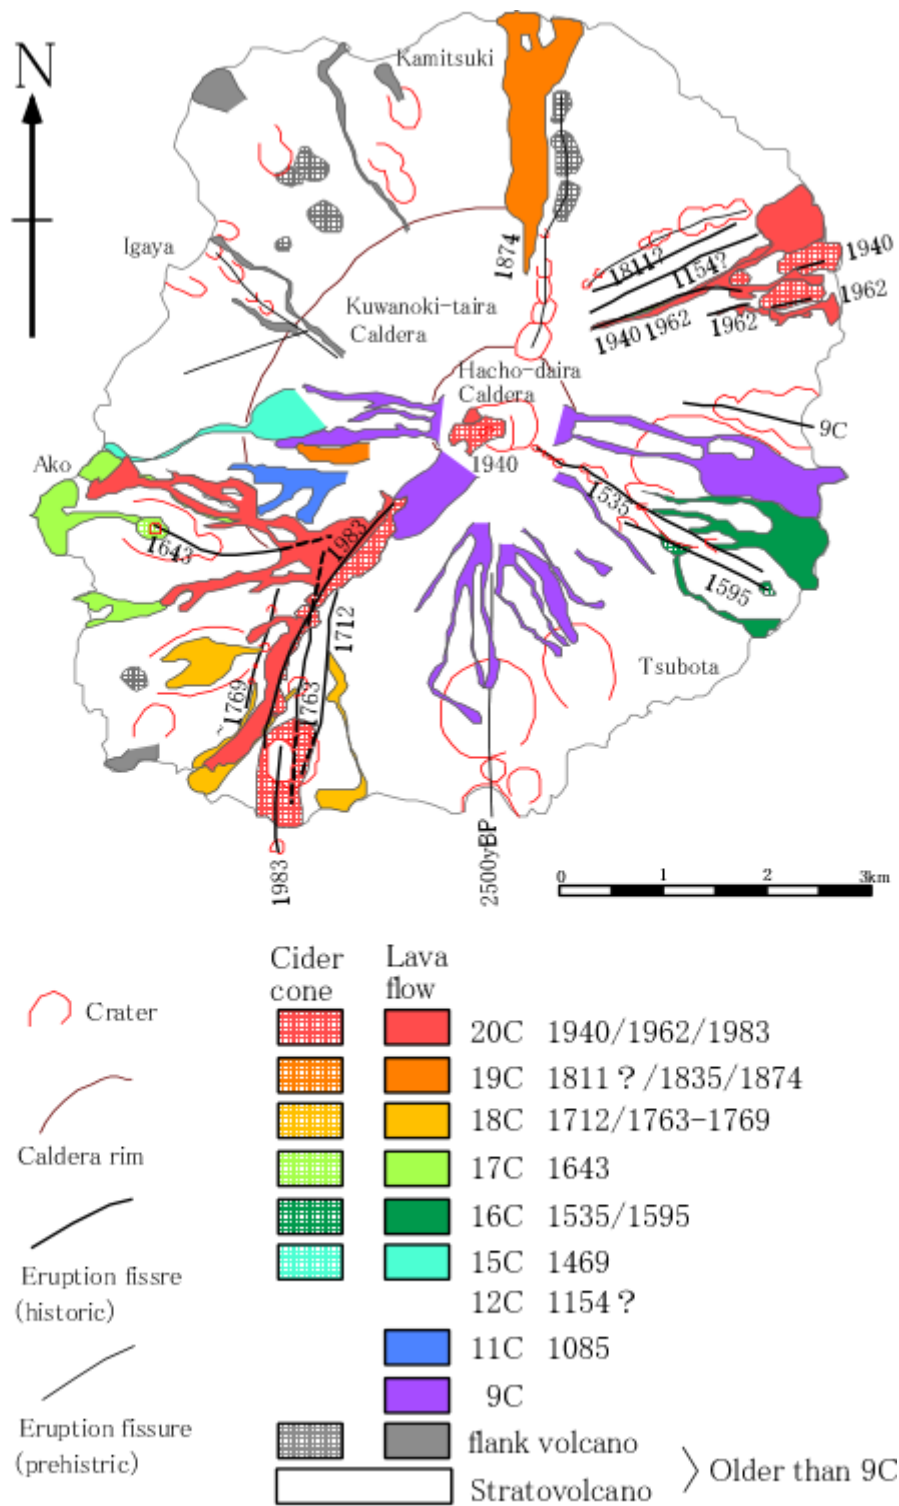 Kamitsuki
N
Igaya
1874
1811?
1154?
1940
1962
1962
1940 1962
Kuwanoki-taira
Caldera
Hacho-daira
Caldera
9C
Ako
1940
1535
1643
1983
1595
1712
Tsubota
~1769
1763
1983
2500yBP
0 1 2 3km
Cider
cone
Lava
flow
Crater
Caldera rim
Eruption fissre
(historic)
Eruption fissure
(prehistric)
20C 1940/1962/1983
19C 1811?/1835/1874
18C 1712/1763-1769
17C 1643
16C 1535/1595
15C 1469
12C 1154?
11C 1085
9C
flank volcano
Stratovolcano
Older than 9C